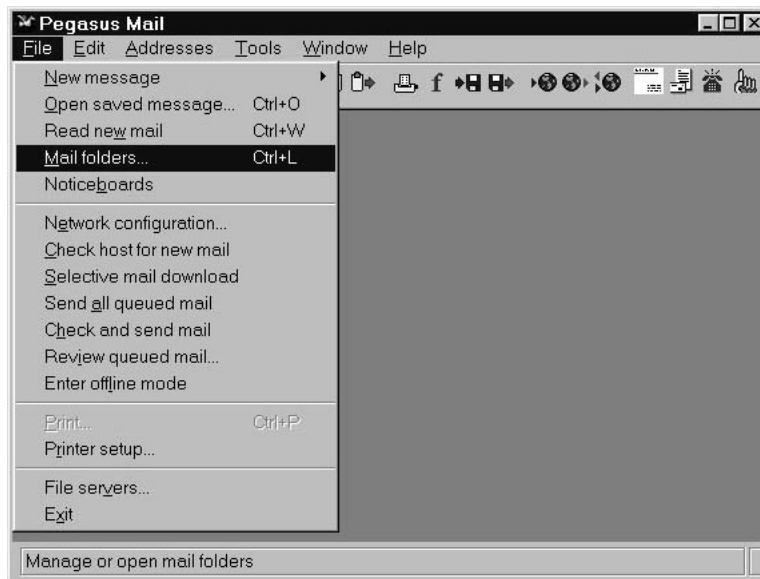 Pegasus Mail
File Edit Addresses Tools Window Help
New message
Open saved message... Ctrl+O
Read new mail Ctrl+W
Mail folders... Ctrl+L
Noticeboards
Network configuration...
Check host for new mail
Selective mail download
Send all queued mail
Check and send mail
Review queued mail...
Enter offline mode
Print... Ctrl+P
Printer setup...
File servers...
Exit
Manage or open mail folders